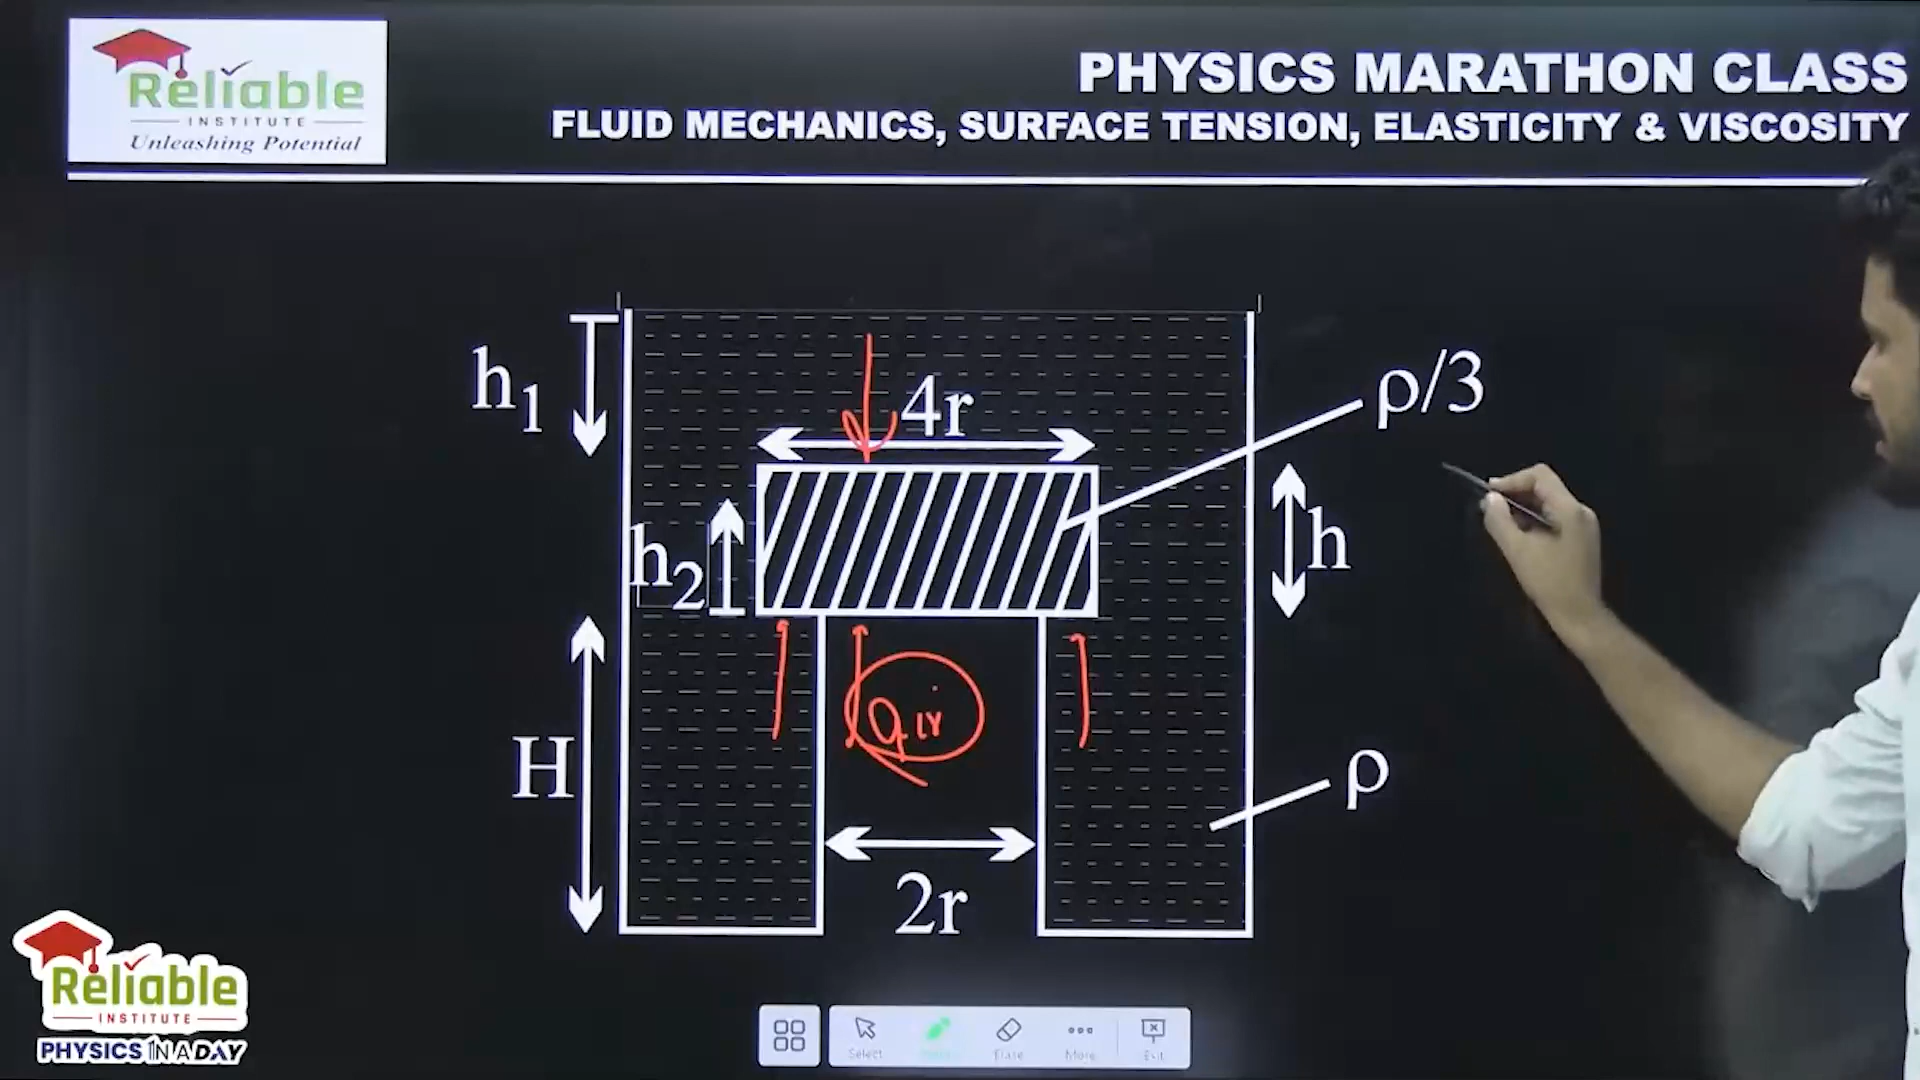 Reliable
INSTITUTE
Unleashing Potential
PHYSICS MARATHON CLASS
FLUID MECHANICS, SURFACE TENSION, ELASTICITY & VISCOSITY
h₁
4r
ρ/3
h₂
h
air
H
ρ
2r
Reliable
INSTITUTE
PHYSICS IN A DAY
Select
Erase
More
Exit